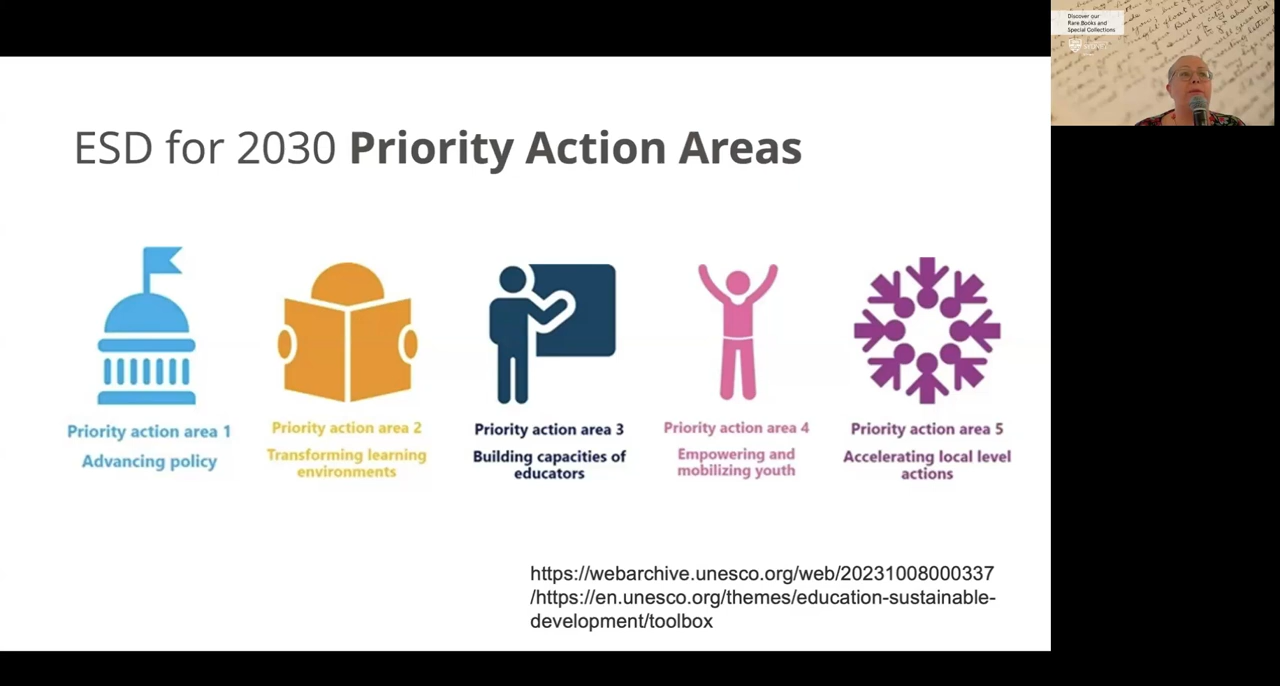 ESD for 2030 Priority Action Areas
Priority action area 1
Advancing policy
Priority action area 2
Transforming learning
environments
Priority action area 3
Building capacities of
educators
Priority action area 4
Empowering and
mobilizing youth
Priority action area 5
Accelerating local level
actions
https://webarchive.unesco.org/web/20231008000337
/https://en.unesco.org/themes/education-sustainable-
development/toolbox
Discover our
Rare Books and
Special Collections